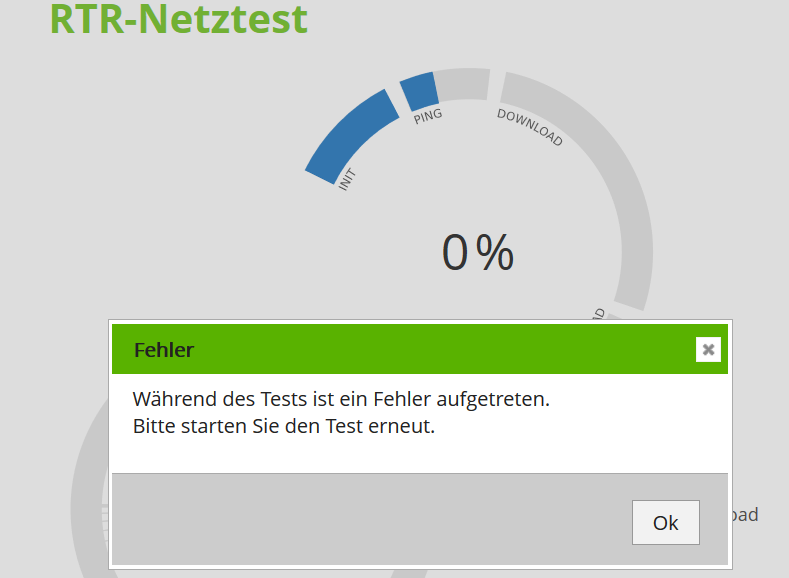 RTR-Netztest
PING
DOWNLOAD
INIT
0 %
Fehler
Während des Tests ist ein Fehler aufgetreten.
Bitte starten Sie den Test erneut.
Ok